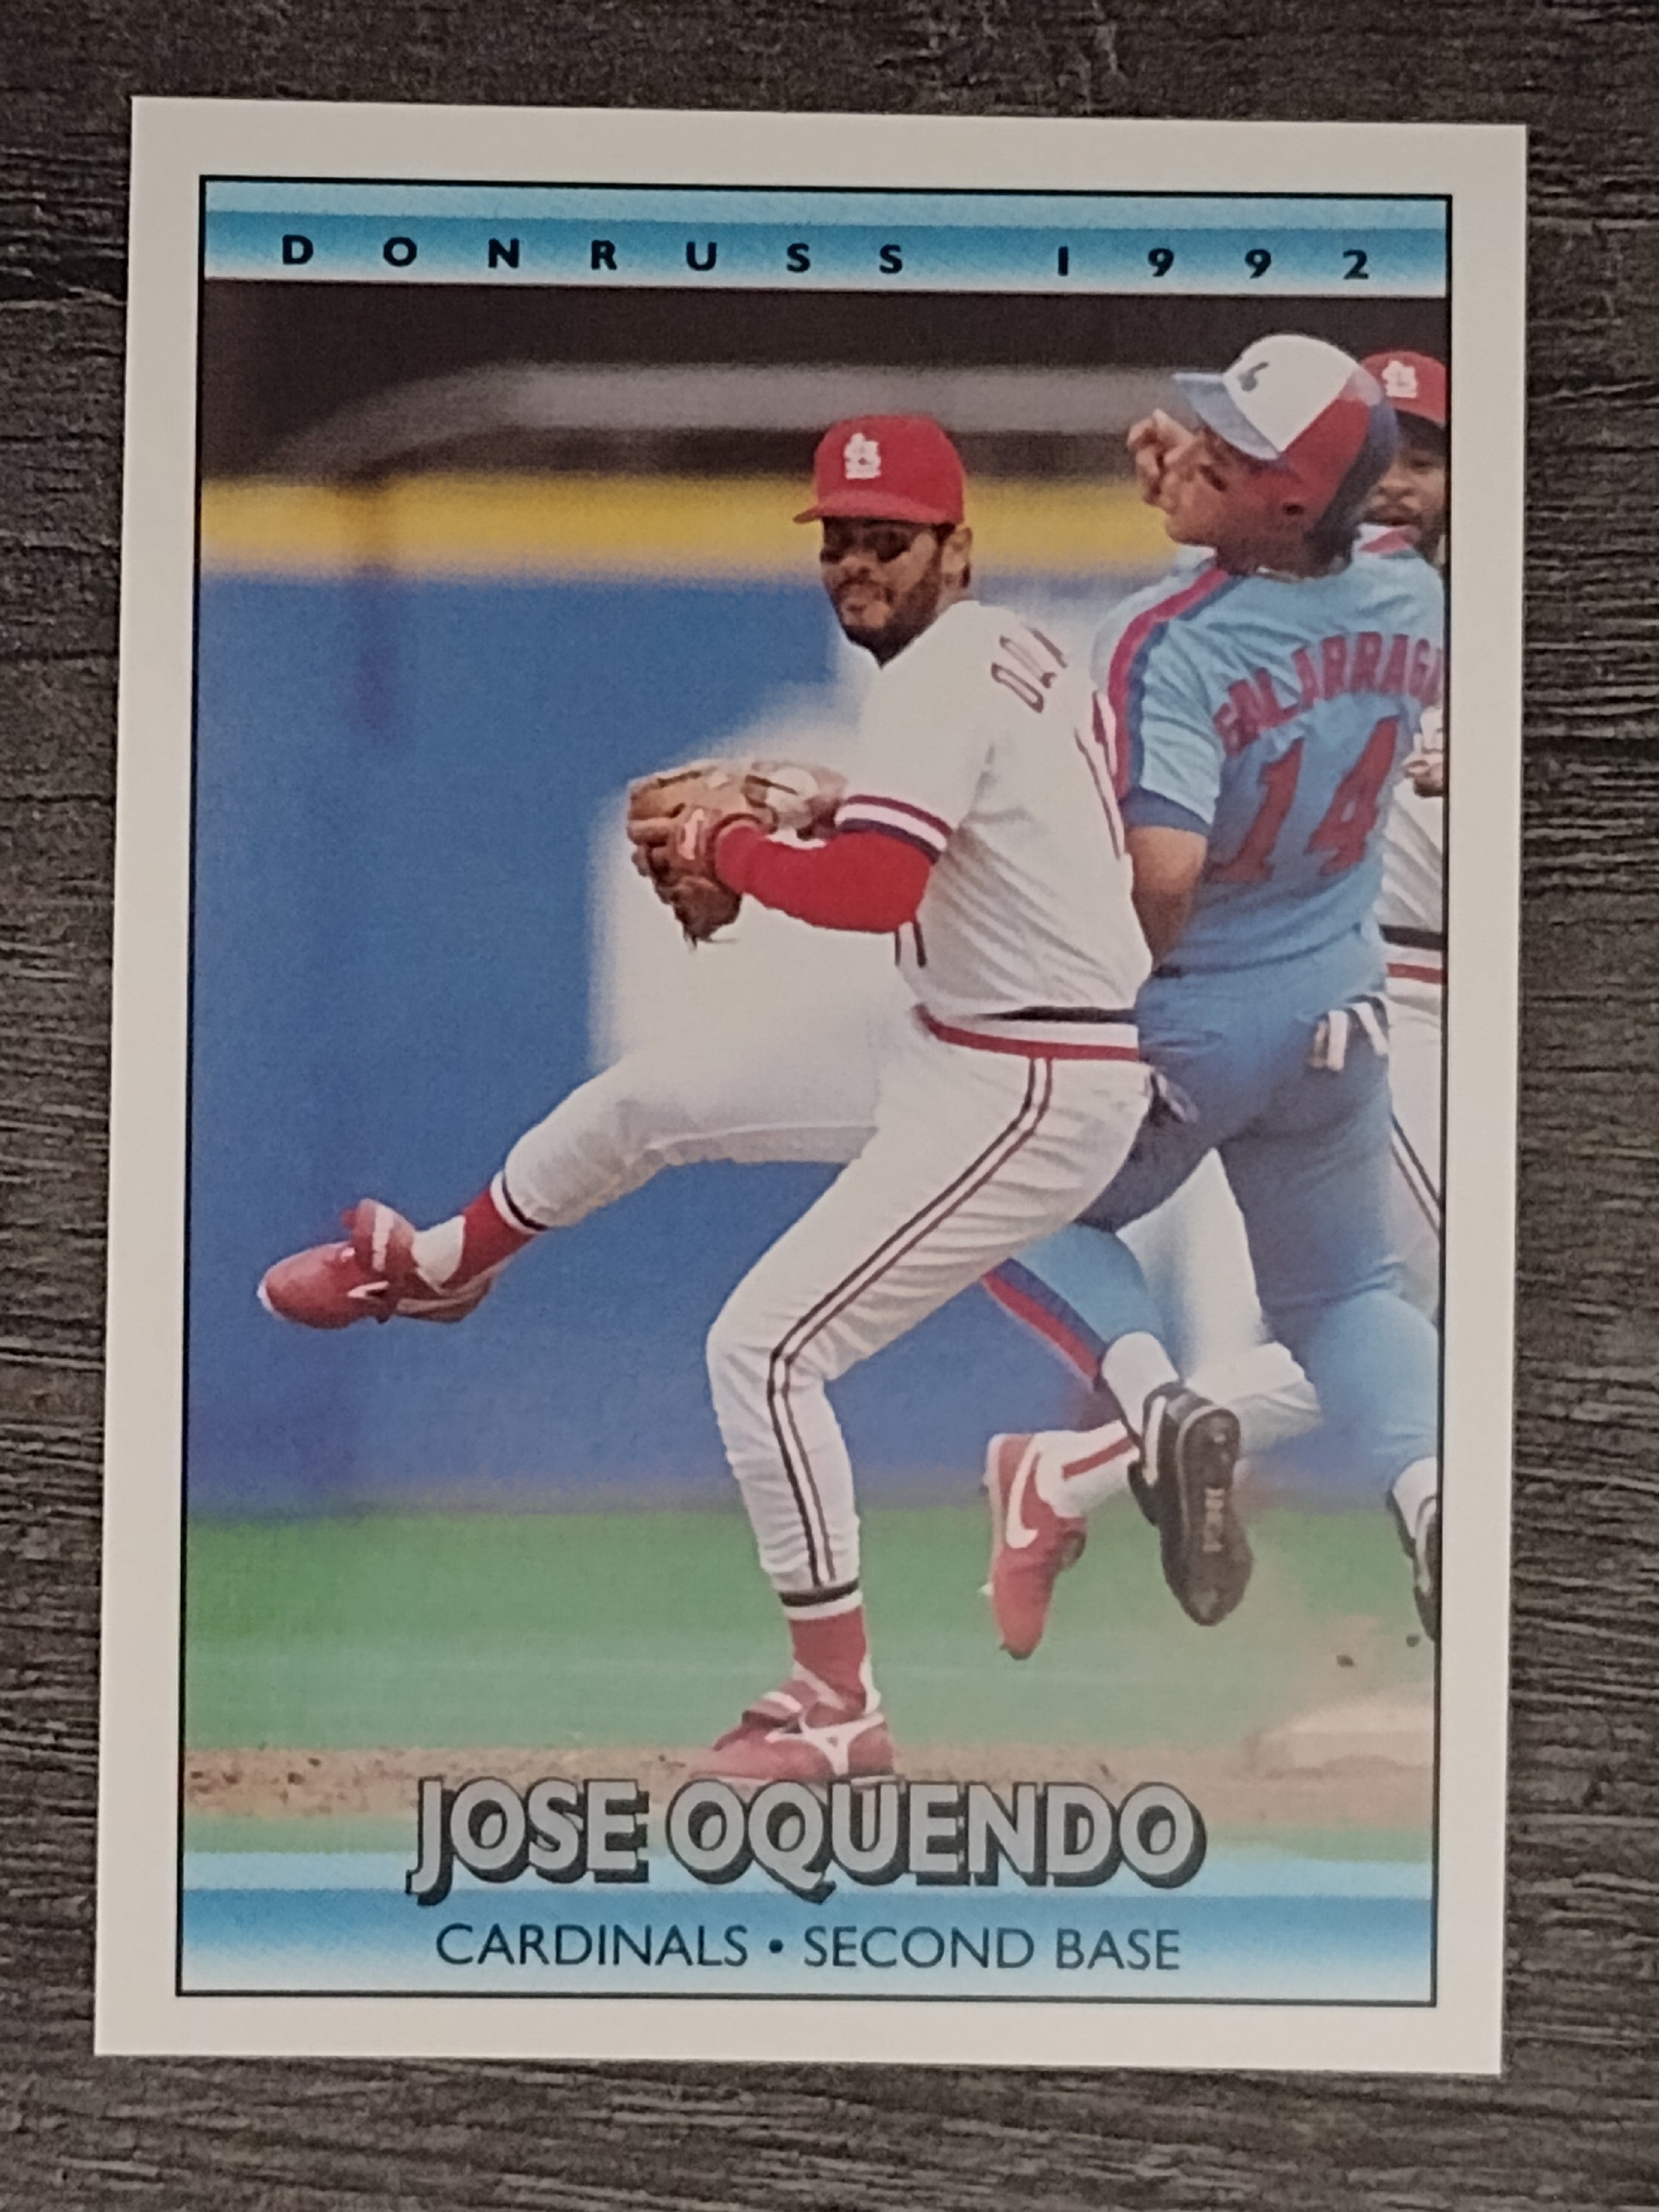 DONRUSS 1992
GALARRAGA
14
JOSE OQUENDO
CARDINALS • SECOND BASE